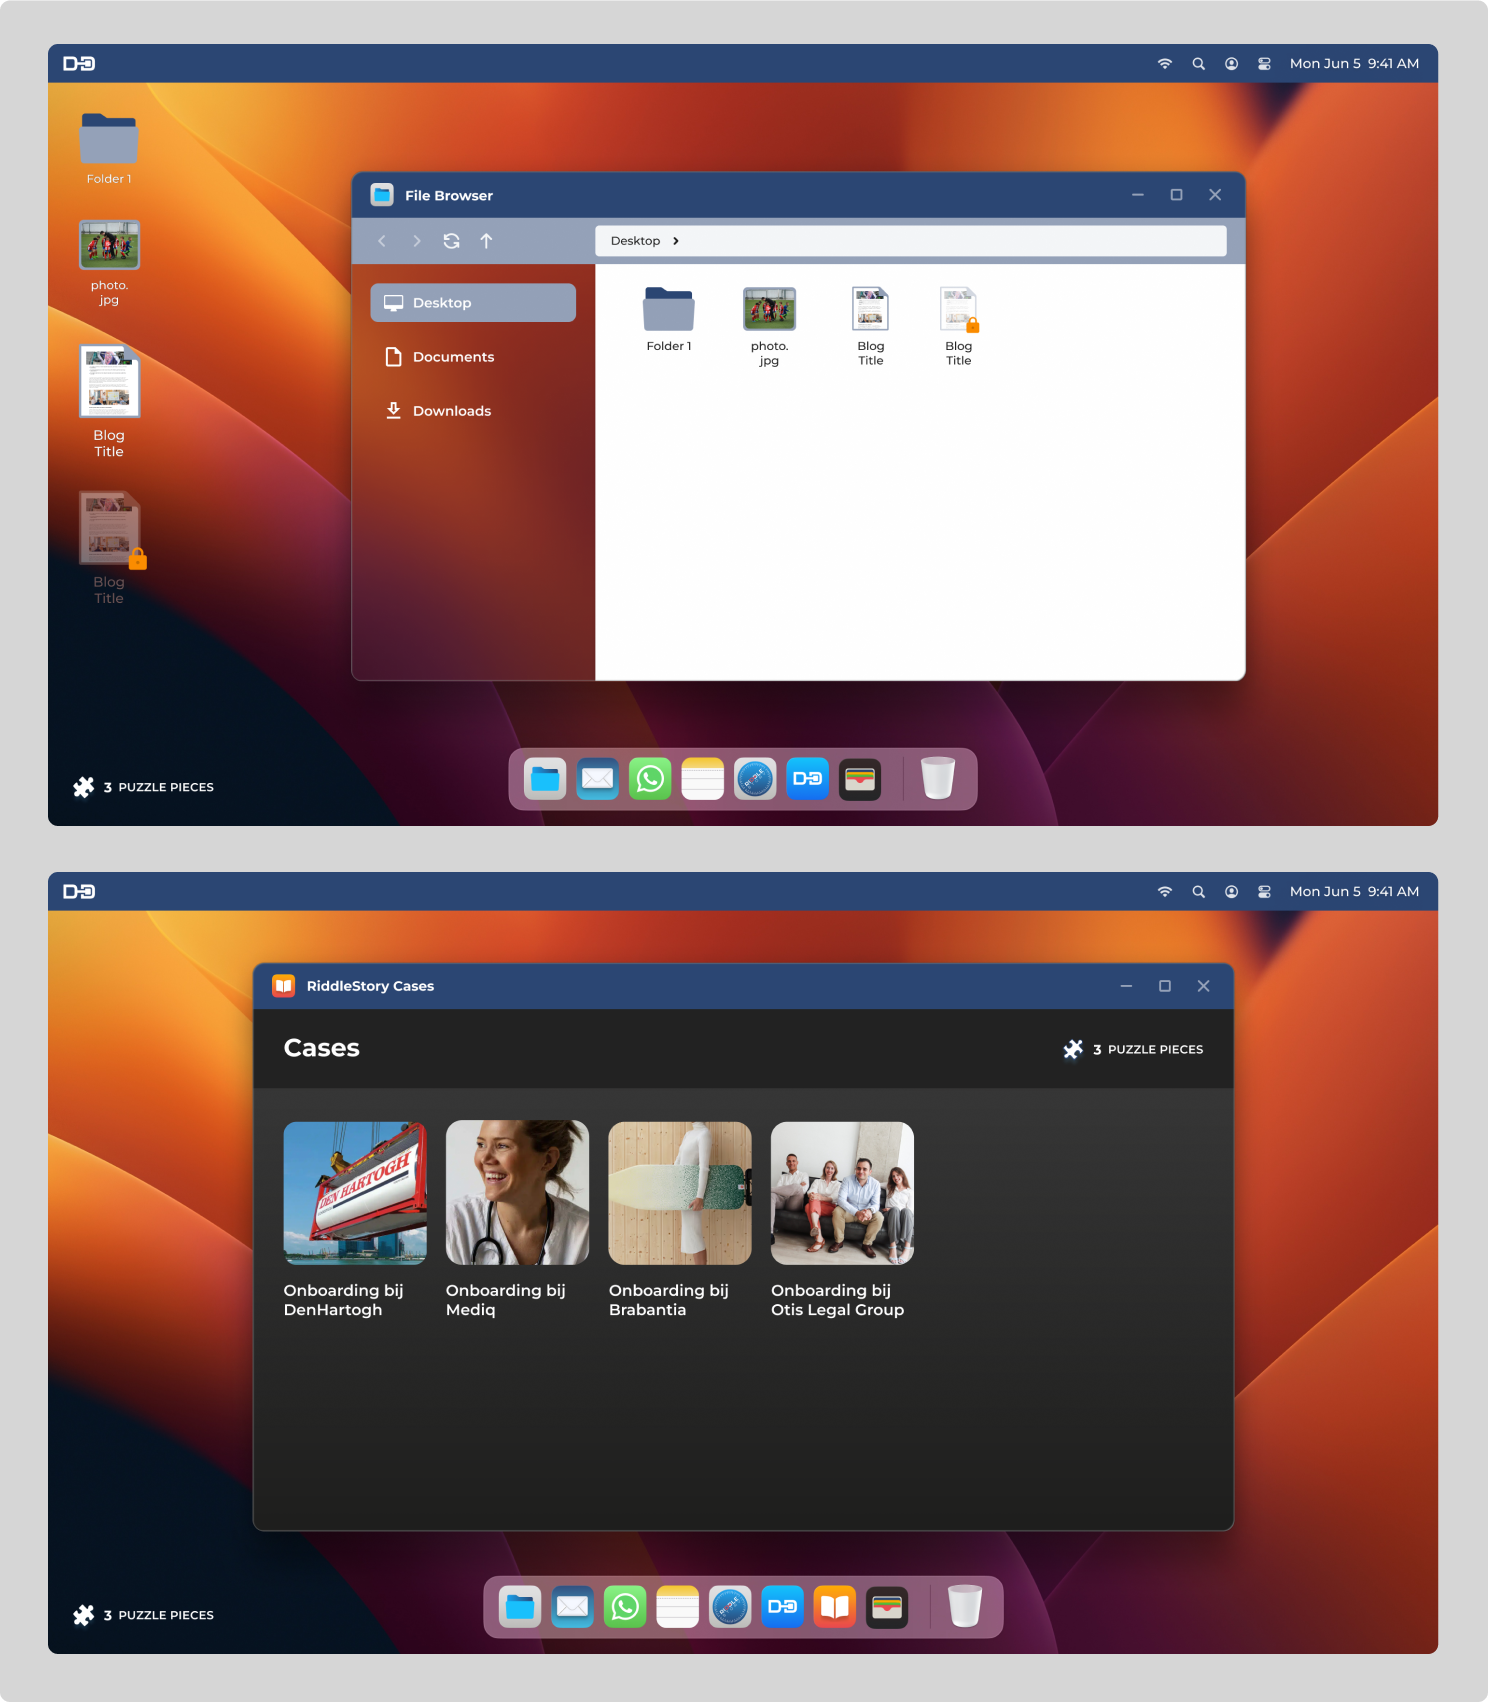 Mon Jun 5 9:41 AM
Folder 1
photo.
jpg
Blog
Title
Blog
Title
File Browser
Desktop
Desktop
Documents
Downloads
Folder 1
photo.
jpg
Blog
Title
Blog
Title
3 PUZZLE PIECES
Mon Jun 5 9:41 AM
RiddleStory Cases
Cases
3 PUZZLE PIECES
DEN HARTOGH
Onboarding bij
DenHartogh
Onboarding bij
Mediq
Onboarding bij
Brabantia
Onboarding bij
Otis Legal Group
3 PUZZLE PIECES